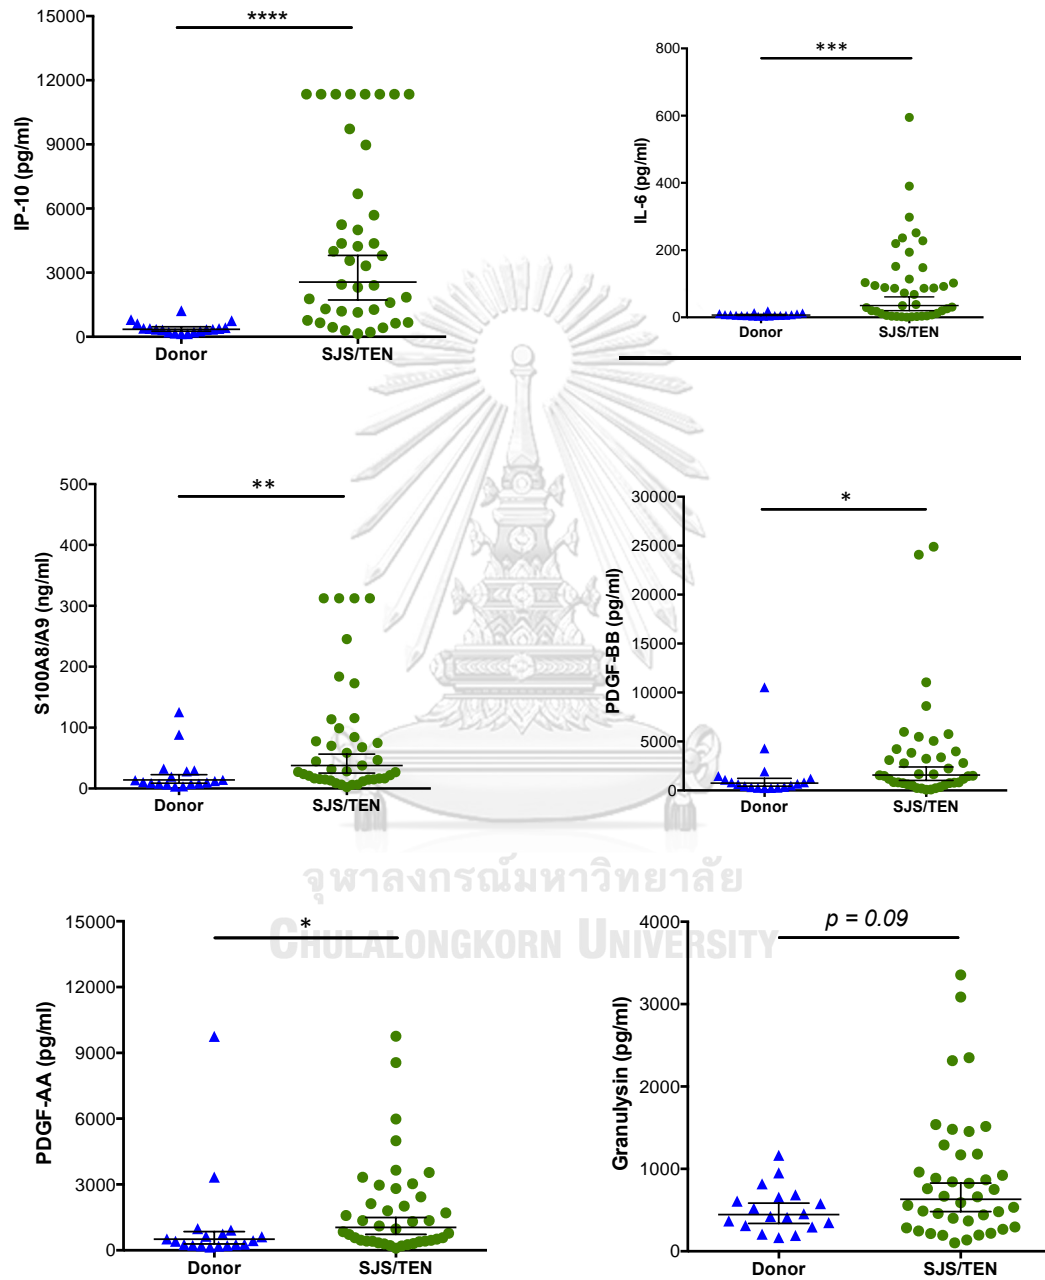 15000
12000
9000
6000
3000
0
IP-10 (pg/ml)
****
Donor
SJS/TEN
800
600
400
200
0
IL-6 (pg/ml)
***
Donor
SJS/TEN
500
400
300
200
100
0
S100A8/A9 (ng/ml)
**
Donor
SJS/TEN
30000
25000
20000
15000
10000
5000
0
PDGF-BB (pg/ml)
*
Donor
SJS/TEN
จุฬาลงกรณ์มหาวิทยาลัย
CHULALONGKORN UNIVERSITY
15000
12000
9000
6000
3000
0
PDGF-AA (pg/ml)
*
Donor
SJS/TEN
4000
3000
2000
1000
0
Granulysin (pg/ml)
p = 0.09
Donor
SJS/TEN